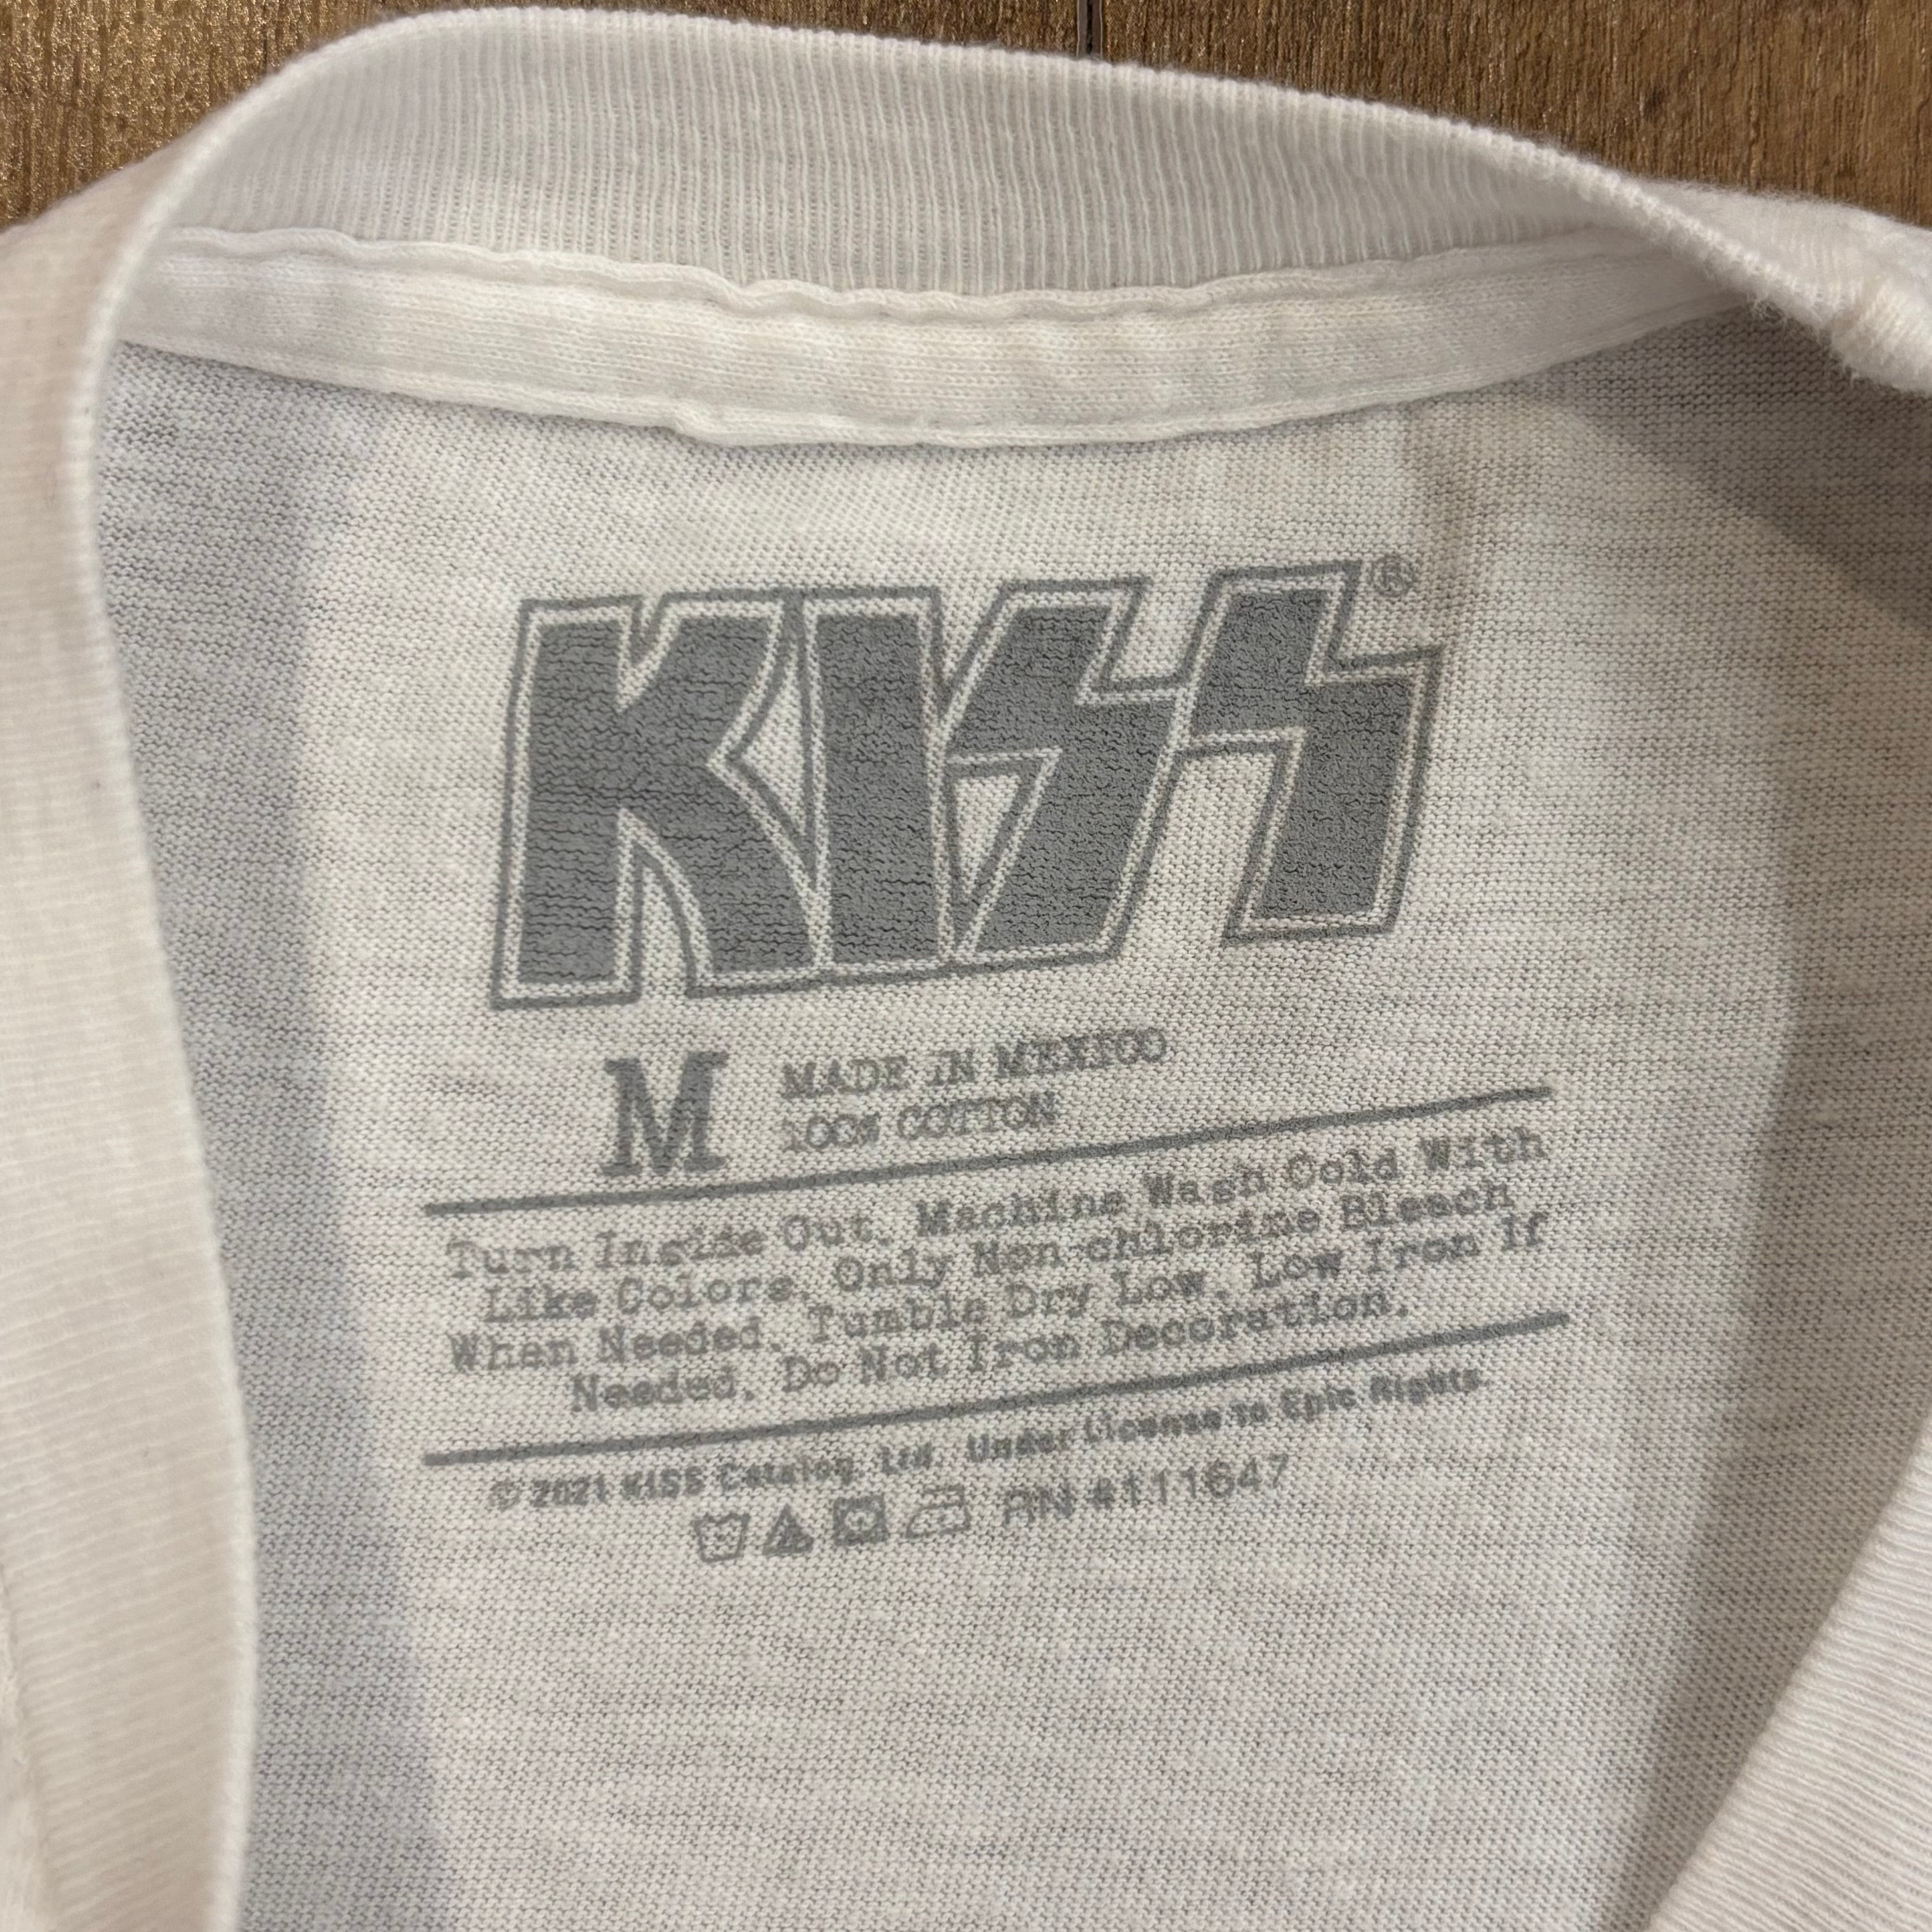 KISS®
M MADE IN MEXICO
100% COTTON
Turn Inside Out. Machine Wash Cold With
Like Colors. Only Non-chlorine Bleach
When Needed. Tumble Dry Low. Low Iron If
Needed. Do Not Iron Decoration.
© 2021 KISS Catalog, Ltd. Under License to Epic Rights.
RN #111647